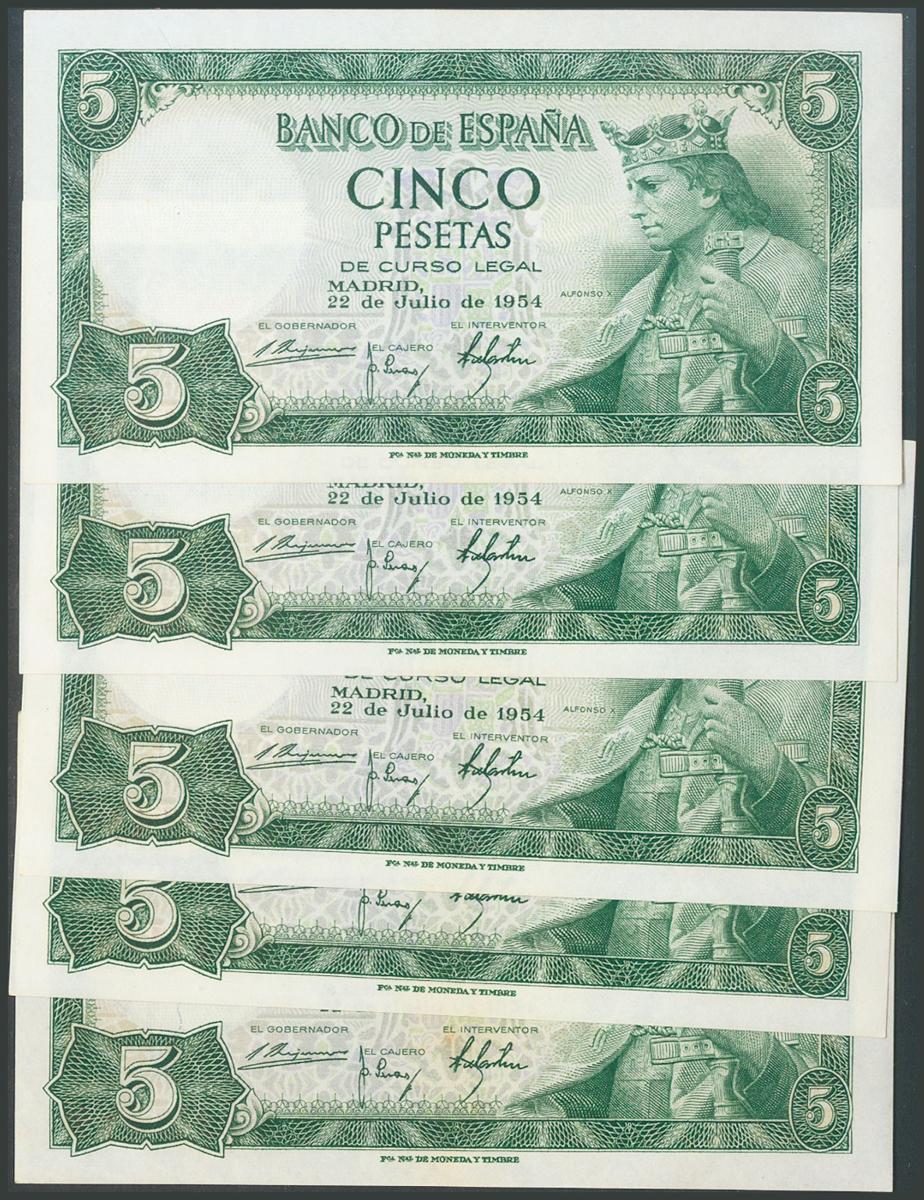 5 5
BANCO DE ESPAÑA
CINCO
PESETAS
DE CURSO LEGAL
MADRID,
22 de Julio de 1954
ALFONSO X
EL GOBERNADOR EL INTERVENTOR
EL CAJERO
5 5
FCA NAL DE MONEDA Y TIMBRE
MADRID,
22 de Julio de 1954
ALFONSO X
EL GOBERNADOR EL INTERVENTOR
EL CAJERO
5 5
FCA NAL DE MONEDA Y TIMBRE
DE CURSO LEGAL
MADRID,
22 de Julio de 1954
ALFONSO X
EL GOBERNADOR EL INTERVENTOR
EL CAJERO
5 5
FCA NAL DE MONEDA Y TIMBRE
5 5
FCA NAL DE MONEDA Y TIMBRE
EL GOBERNADOR EL INTERVENTOR
EL CAJERO
5 5
FCA NAL DE MONEDA Y TIMBRE